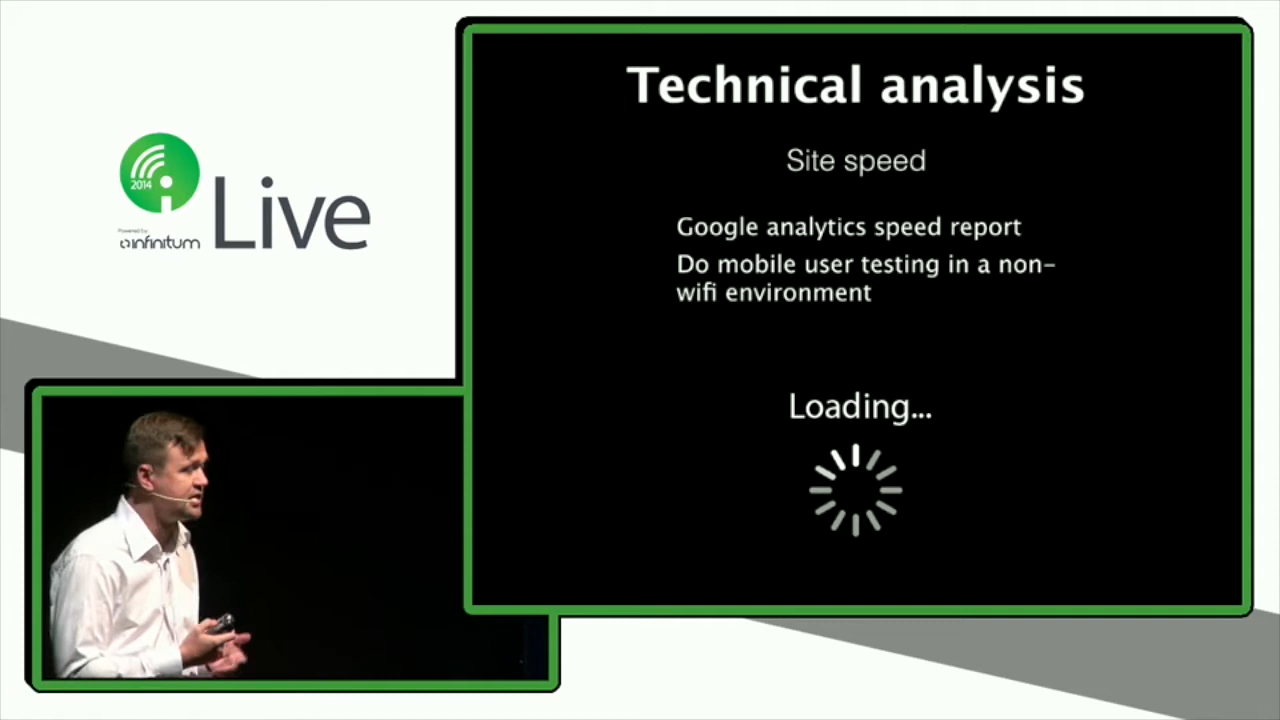 Technical analysis
Site speed
Google analytics speed report
Do mobile user testing in a non-
wifi environment
Loading...
2014
Live
Powered by
infinitum